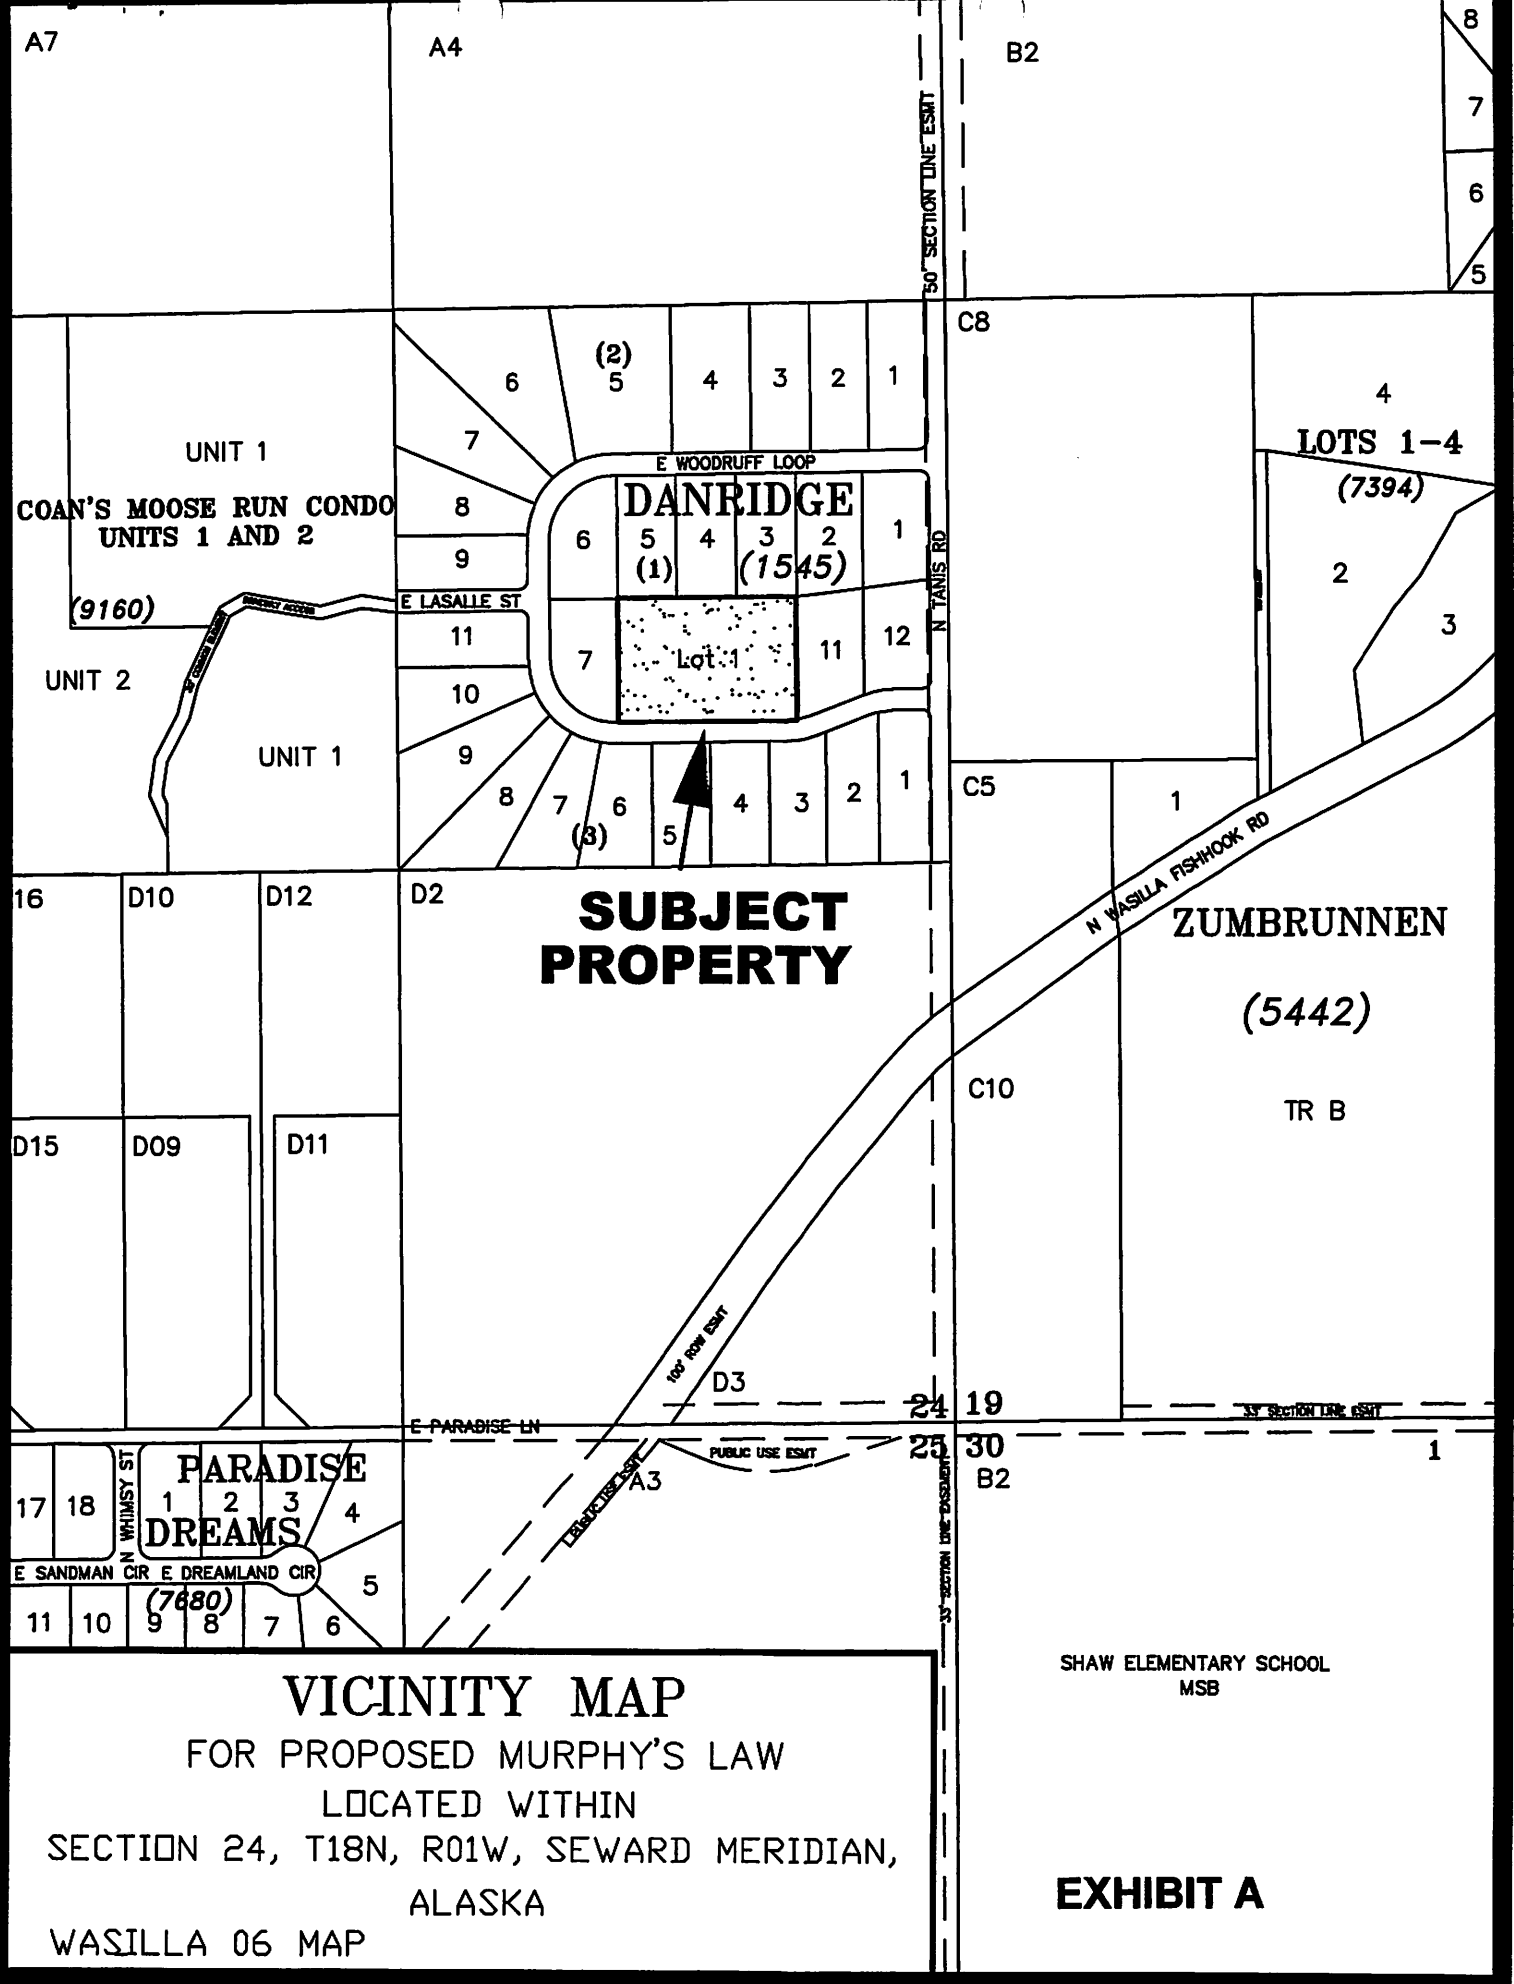 A7
A4
B2
8
7
6
5
50' SECTION LINE ESMT
C8
(2)
6
5
4
3
2
1
4
LOTS 1-4
(7394)
UNIT 1
7
E WOODRUFF LOOP
COAN'S MOOSE RUN CONDO
UNITS 1 AND 2
8
DANRIDGE
6
5
4
3
2
1
(1)
(1545)
N TANIS RD
9
2
3
(9160)
E LASALLE ST
11
7
Lot 1
11
12
UNIT 2
10
UNIT 1
9
8
7
6
5
4
3
2
1
(3)
C5
1
N WASILLA FISHHOOK RD
16
D10
D12
D2
SUBJECT
PROPERTY
ZUMBRUNNEN
(5442)
C10
TR B
D15
D09
D11
100' ROW ESMT
D3
24
19
33' SECTION LINE ESMT
E PARADISE LN
PUBLIC USE ESMT
25
30
1
A3
B2
33' SECTION LINE EASEMENT
N WHIMSY ST
PARADISE
17
18
1
2
3
4
DREAMS
E SANDMAN CIR
E DREAMLAND CIR
5
(7680)
11
10
9
8
7
6
SHAW ELEMENTARY SCHOOL
MSB
VICINITY MAP
FOR PROPOSED MURPHY'S LAW
LOCATED WITHIN
SECTION 24, T18N, R01W, SEWARD MERIDIAN,
ALASKA
WASILLA 06 MAP
EXHIBIT A